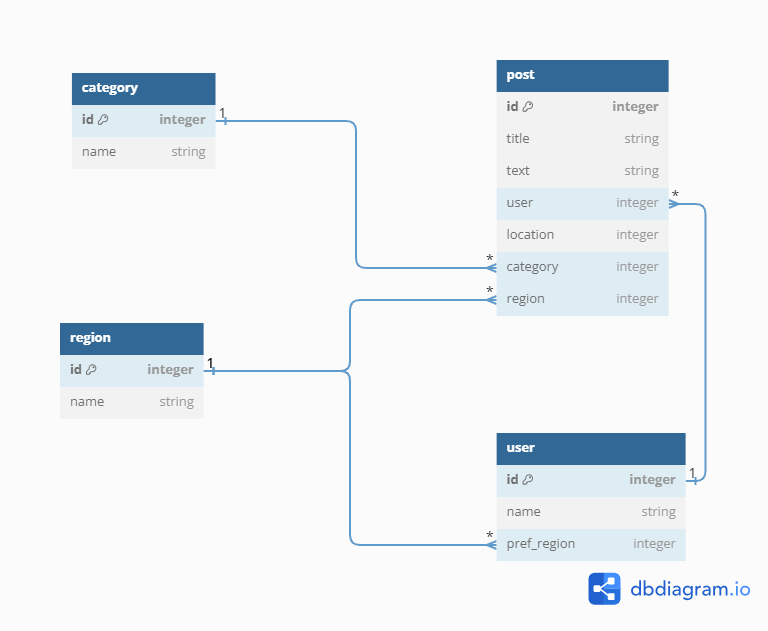 category
id integer
1
name string
post
id integer
title string
text string
user integer
*
location integer
*
category integer
*
region integer
region
id integer
1
name string
user
id integer
1
name string
*
pref_region integer
dbdiagram.io